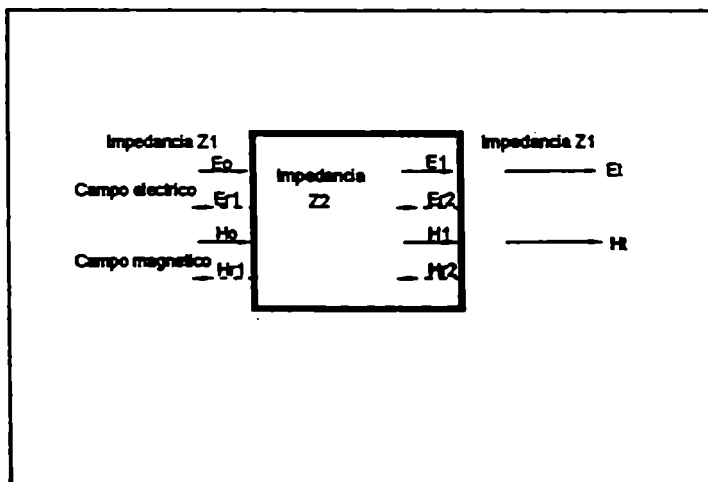 Impedancia Z1
Impedancia Z1
Eo
E1
Et
Impedancia
Z2
Campo electrico
Er1
Er2
Ho
H1
Ht
Campo magnetico
Hr1
Hr2